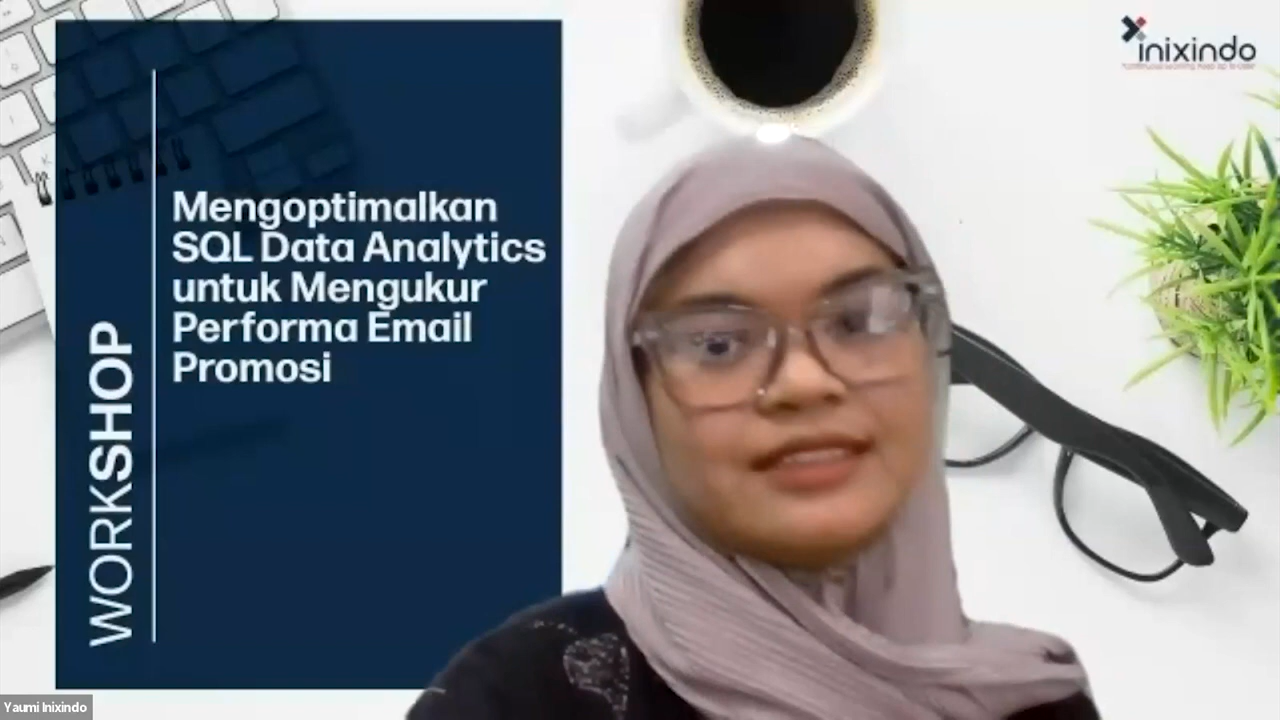 WORKSHOP
Mengoptimalkan
SQL Data Analytics
untuk Mengukur
Performa Email
Promosi
inixindo
Yaumi Inixindo